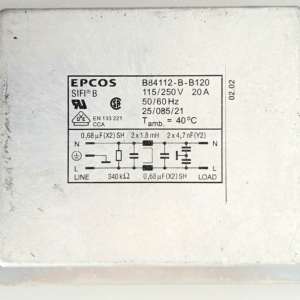 EPCOS
SIFI® B
EN 133 221
CCA
B84112-B-B120
115/250 V 20 A
50/60 Hz
25/085/21
Tamb. = 40°C
02.02
0,68 µF(X2) SH 2 x 1.8 mH 2 x 4,7 nF(Y2)
N N
L L
LINE 340 kΩ 0,68 µF(X2) SH LOAD